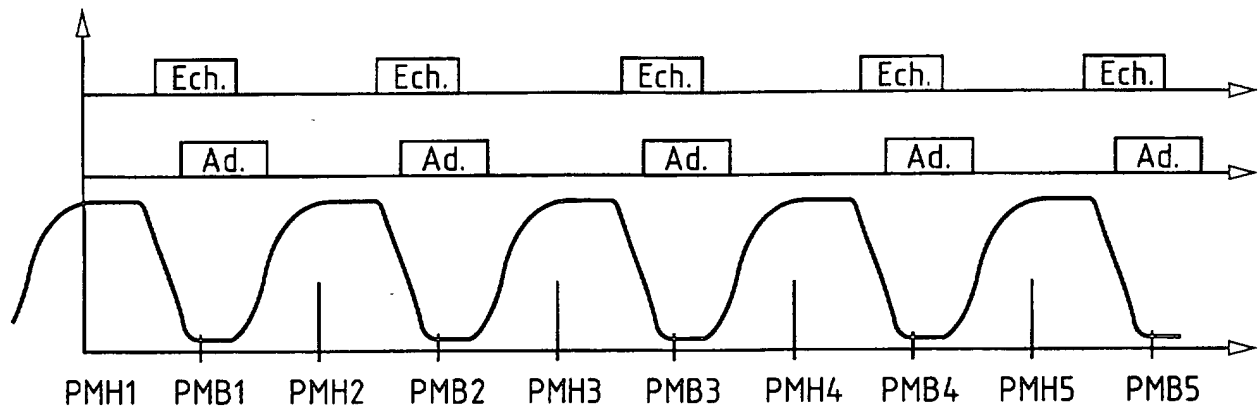 Ech. Ech. Ech. Ech. Ech.
Ad. Ad. Ad. Ad. Ad.
PMH1 PMB1 PMH2 PMB2 PMH3 PMB3 PMH4 PMB4 PMH5 PMB5